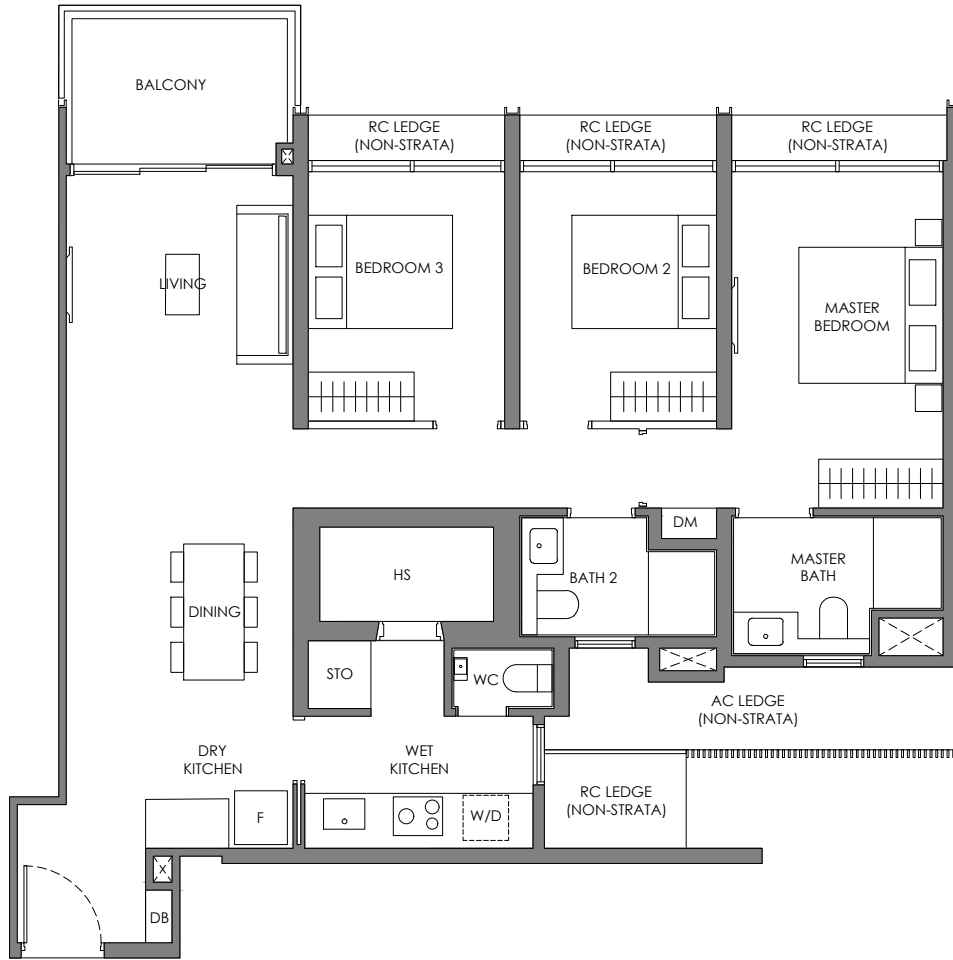 BALCONY
RC LEDGE
(NON-STRATA)
RC LEDGE
(NON-STRATA)
RC LEDGE
(NON-STRATA)
LIVING
BEDROOM 3
BEDROOM 2
MASTER
BEDROOM
DM
HS
BATH 2
MASTER
BATH
DINING
STO
WC
AC LEDGE
(NON-STRATA)
DRY
KITCHEN
WET
KITCHEN
RC LEDGE
(NON-STRATA)
F
W/D
X
DB